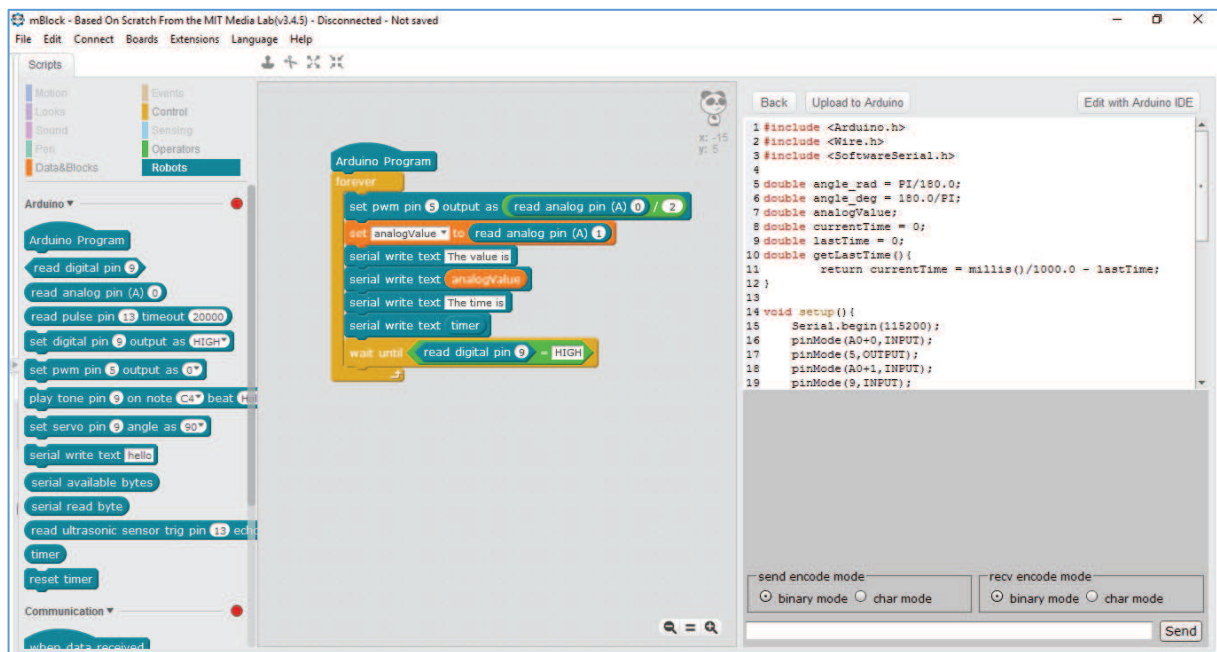 mBlock - Based On Scratch From the MIT Media Lab(v3.4.5) - Disconnected - Not saved
File Edit Connect Boards Extensions Language Help
Scripts
Motion Events
Looks Control
Sound Sensing
Pen Operators
Data&Blocks Robots
Arduino
Arduino Program
read digital pin 9
read analog pin (A) 0
read pulse pin 13 timeout 20000
set digital pin 9 output as HIGH
set pwm pin 5 output as 0
play tone pin 9 on note C4 beat H
set servo pin 9 angle as 90
serial write text hello
serial available bytes
serial read byte
read ultrasonic sensor trig pin 13 echo
timer
reset timer
Communication
when data received
x: -15
y: 5
Arduino Program
forever
set pwm pin 5 output as read analog pin (A) 0 / 2
set analogValue to read analog pin (A) 1
serial write text The value is
serial write text analogValue
serial write text The time is
serial write text timer
wait until read digital pin 9 = HIGH
Back Upload to Arduino Edit with Arduino IDE
1 #include <Arduino.h>
2 #include <Wire.h>
3 #include <SoftwareSerial.h>
4
5 double angle_rad = PI/180.0;
6 double angle_deg = 180.0/PI;
7 double analogValue;
8 double currentTime = 0;
9 double lastTime = 0;
10 double getLastTime(){
11 return currentTime = millis()/1000.0 - lastTime;
12 }
13
14 void setup(){
15 Serial.begin(115200);
16 pinMode(A0+0,INPUT);
17 pinMode(5,OUTPUT);
18 pinMode(A0+1,INPUT);
19 pinMode(9,INPUT);
send encode mode
binary mode char mode
recv encode mode
binary mode char mode
Send